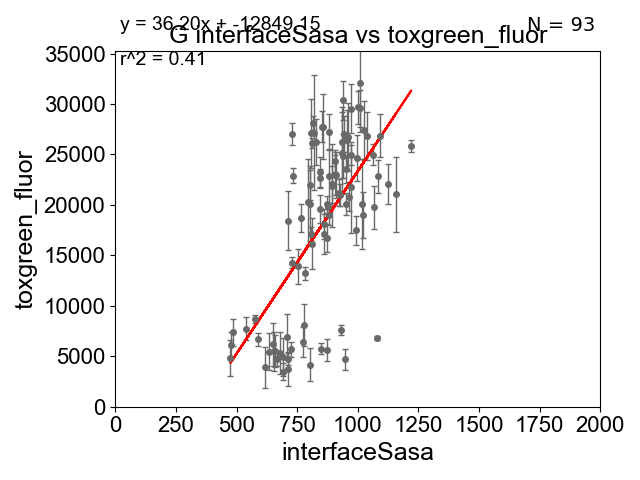 y = 36.20x + -12849.15
N = 93
G interfaceSasa vs toxgreen_fluor
r^2 = 0.41
35000
30000
25000
20000
15000
10000
5000
0
toxgreen_fluor
0 250 500 750 1000 1250 1500 1750 2000
interfaceSasa